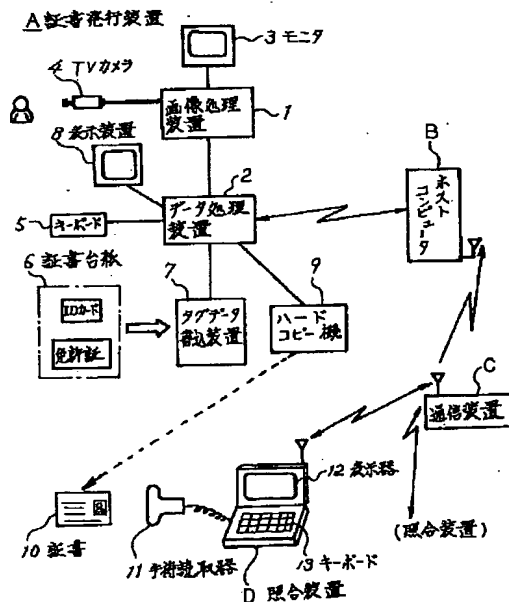 A 証書発行装置
3 モニタ
4 TVカメラ
画像処理
装置
1
8 表示装置
2
B
ホスト
コンピュータ
データ処理
装置
5
キーボード
6 証書台板
7
9
IDカード
免許証
タグデータ
書込装置
ハード
コピー機
C
通信装置
12 表示器
(照合装置)
10 証書
11 手荷読取器
13 キーボード
D 照合装置